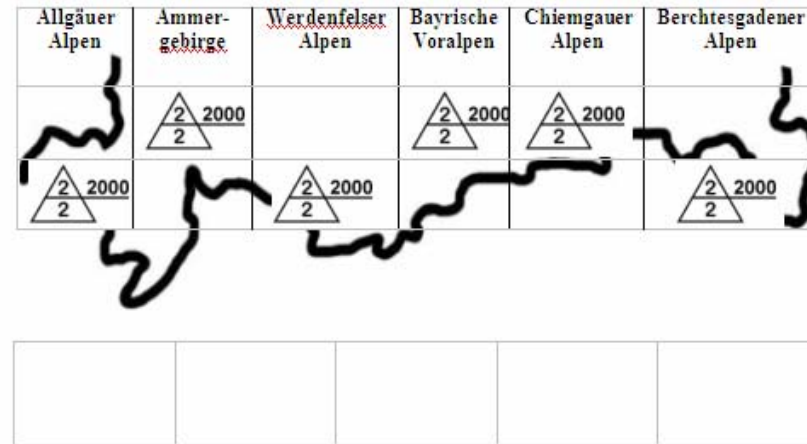 Allgäuer Alpen
Ammer-gebirge
Werdenfelser Alpen
Bayrische Voralpen
Chiemgauer Alpen
Berchtesgadener Alpen
2 2000
2
2 2000
2
2 2000
2
2 2000
2
2 2000
2
2 2000
2